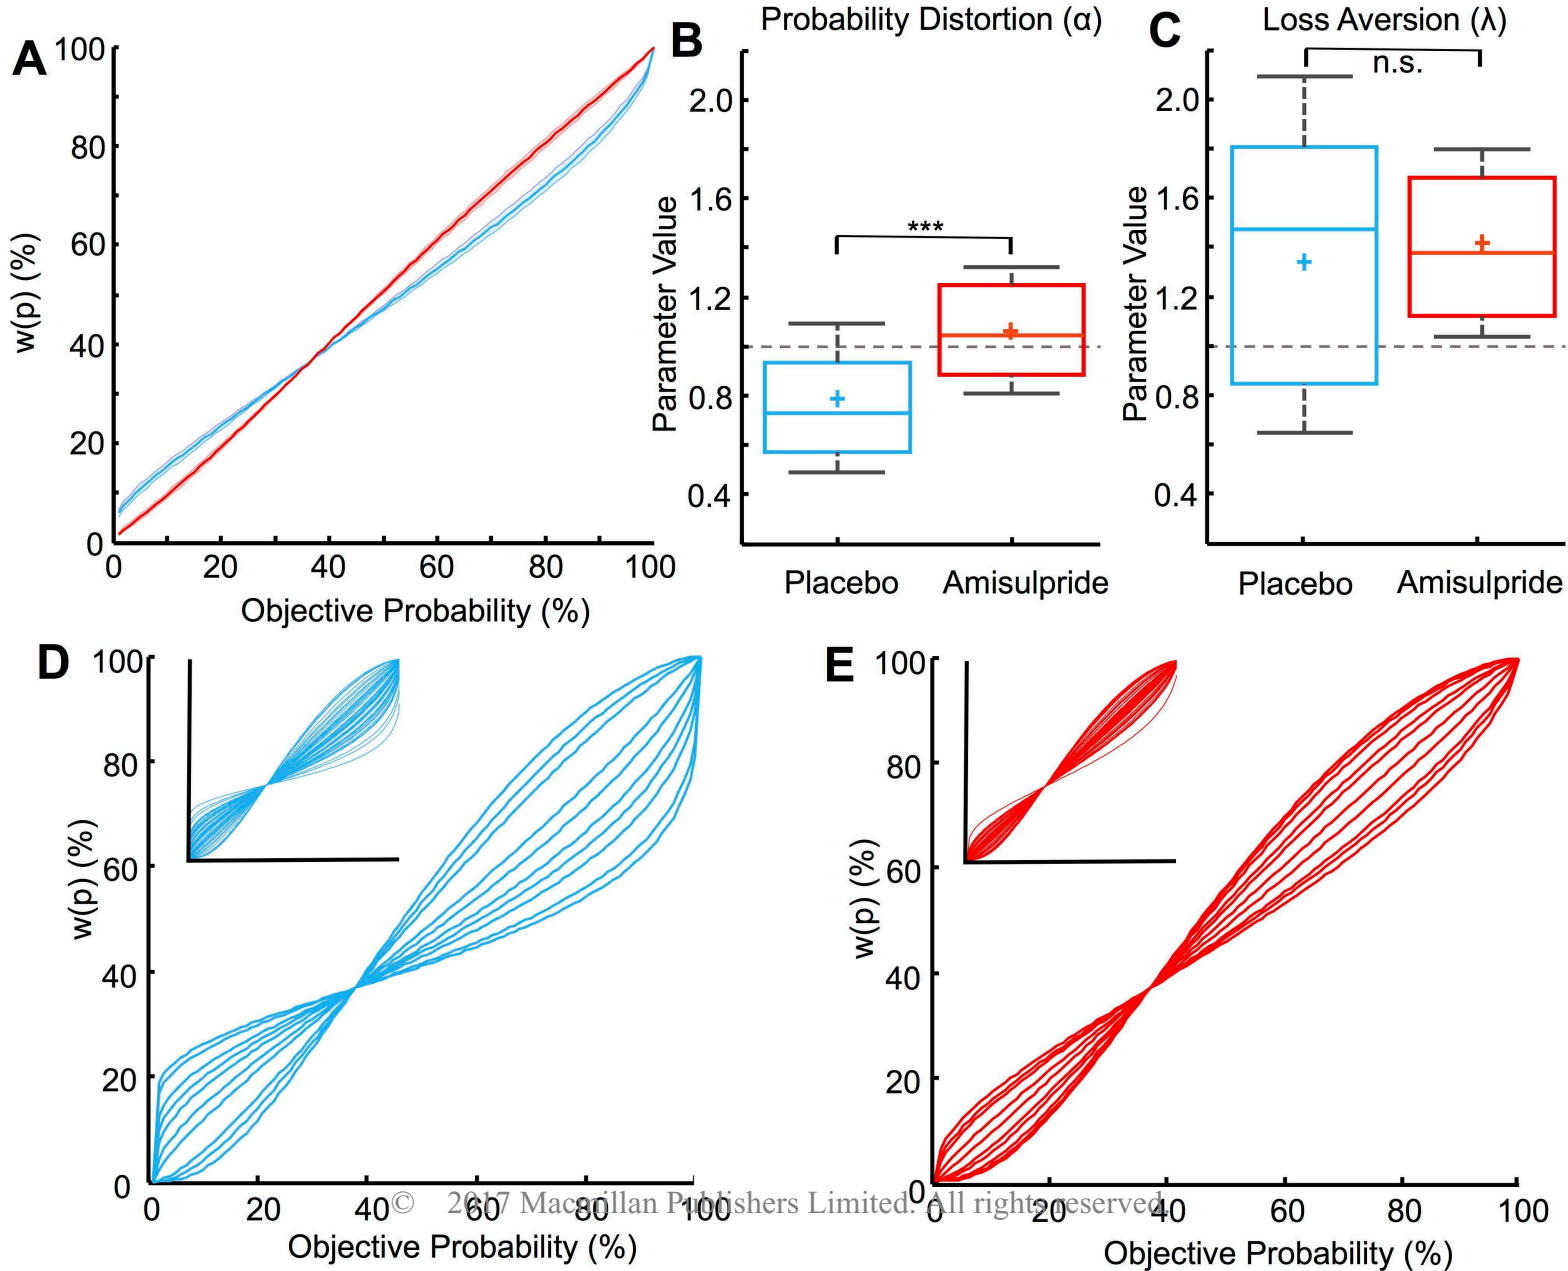 A
100
80
60
40
20
0
w(p) (%)
0 20 40 60 80 100
Objective Probability (%)
B
Probability Distortion (α)
2.0
1.6
1.2
0.8
0.4
Parameter Value
***
Placebo Amisulpride
C
Loss Aversion (λ)
n.s.
2.0
1.6
1.2
0.8
0.4
Parameter Value
Placebo Amisulpride
D
100
80
60
40
20
0
w(p) (%)
0 20 40 60 80 100
Objective Probability (%)
E
100
80
60
40
20
0
w(p) (%)
0 20 40 60 80 100
Objective Probability (%)
© 2017 Macmillan Publishers Limited. All rights reserved.